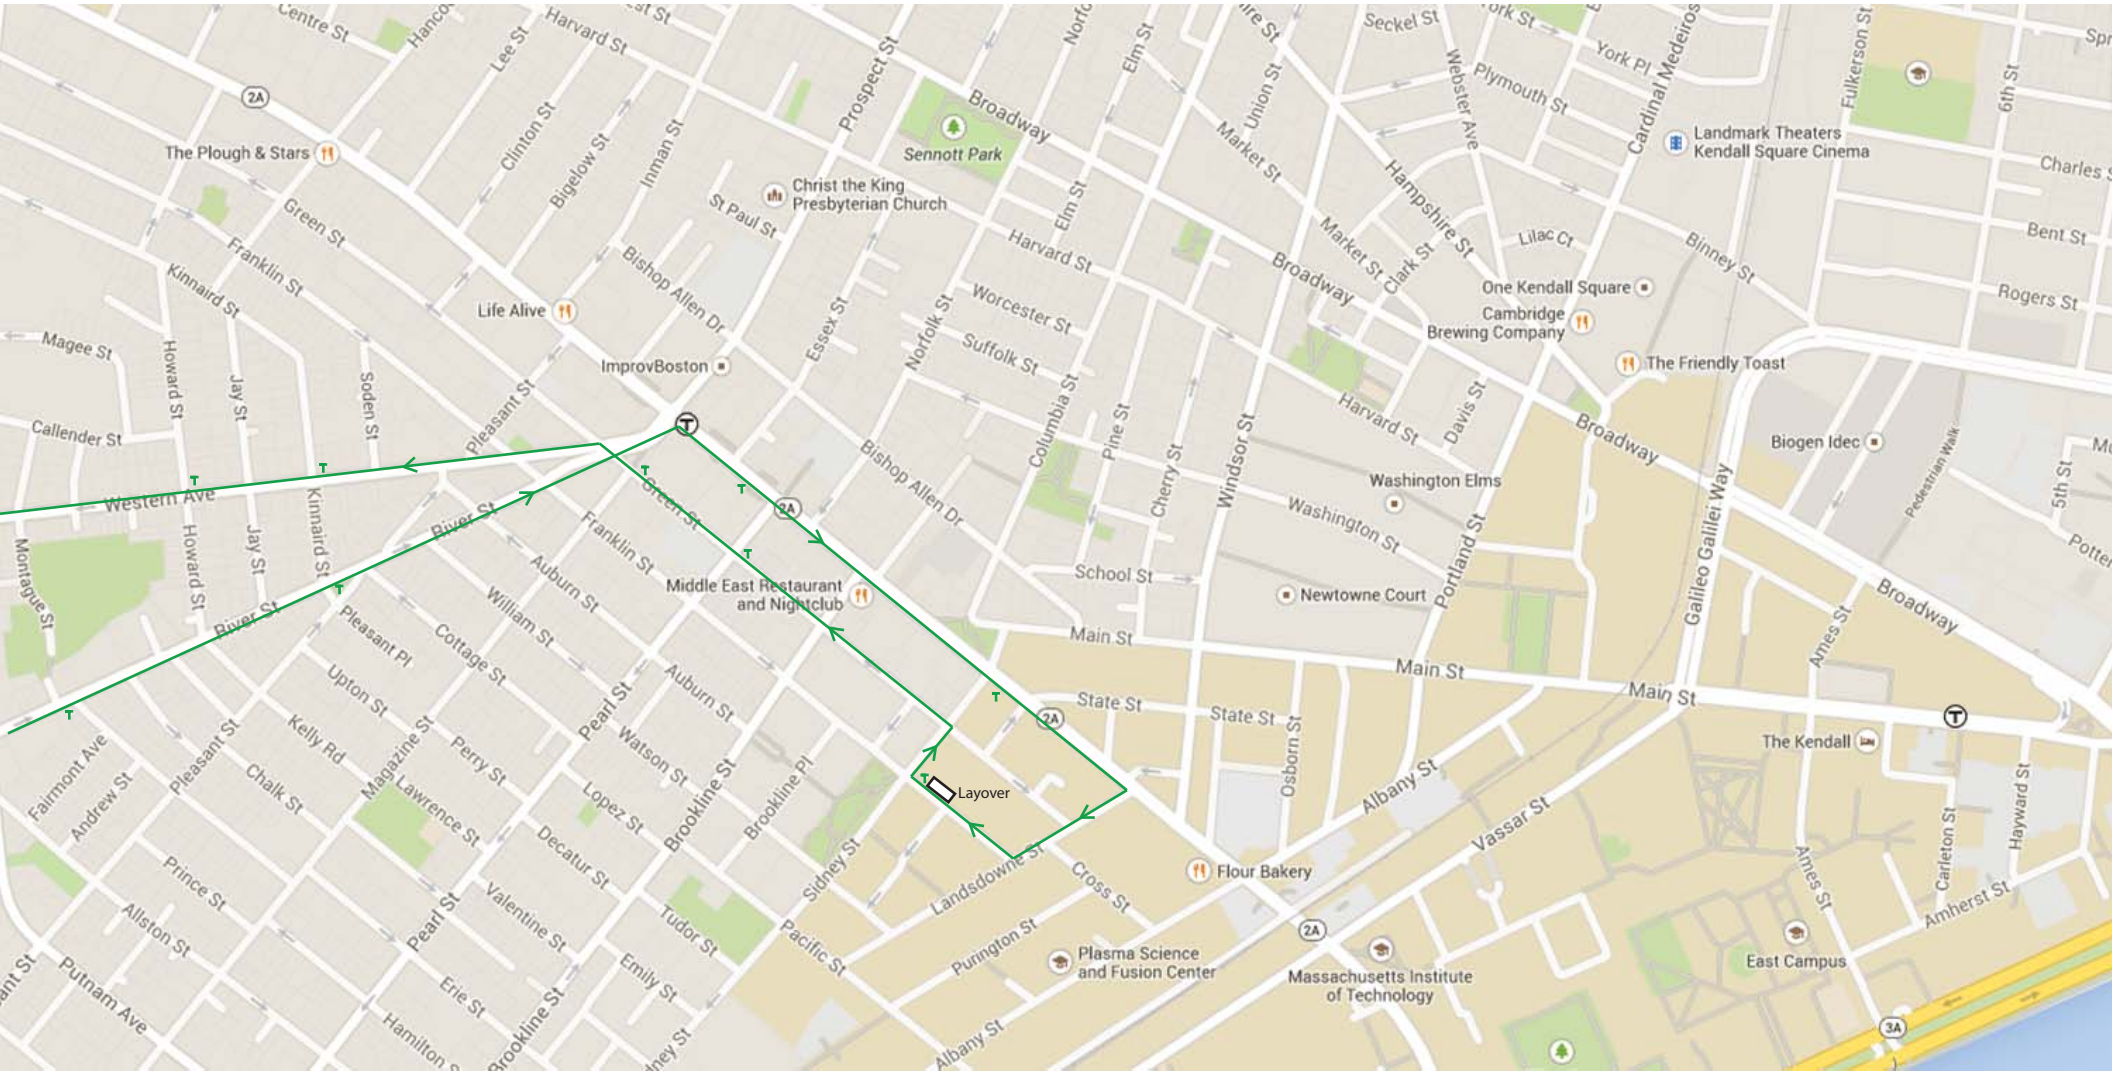 Centre St
Hanco
Harvard St
st St
Prospect St
Norfo
Elm St
ire St
Seckel St
ork St
York Pl
Cardinal Medeiros
Fulkerson St
6th St
Spr
Lee St
2A
Clinton St
Bigelow St
Inman St
Broadway
Sennott Park
Union St
Market St
Webster Ave
Plymouth St
Landmark Theaters
Kendall Square Cinema
Charles S
The Plough & Stars
Christ the King
Presbyterian Church
St Paul St
Elm St
Hampshire St
Green St
Franklin St
Kinnaird St
Bishop Allen Dr
Harvard St
Market St
Clark St
Lilac Ct
Binney St
Bent St
Broadway
One Kendall Square
Rogers St
Life Alive
Essex St
Norfolk St
Worcester St
Suffolk St
Cambridge
Brewing Company
Magee St
Howard St
Jay St
Soden St
Pleasant St
ImprovBoston
The Friendly Toast
Columbia St
Pine St
Cherry St
Windsor St
Harvard St
Davis St
Broadway
Biogen Idec
Pedestrian Walk
5th St
Callender St
T
Bishop Allen Dr
Washington Elms
Washington St
Portland St
Galileo Galilei Way
Potter
Western Ave
T
T
T
T
Green St
2A
River St
Kinnaird St
Howard St
Jay St
Montague St
Franklin St
Auburn St
T
Middle East Restaurant
and Nightclub
School St
Newtowne Court
Broadway
Ames St
River St
T
William St
Pleasant Pl
Cottage St
Main St
Main St
Main St
Upton St
Auburn St
Pearl St
T
T
State St
State St
2A
Osborn St
T
The Kendall
Kelly Rd
Magazine St
Pleasant St
Fairmont Ave
Andrew St
Perry St
Watson St
Brookline St
Brookline Pl
T
Layover
Albany St
Vassar St
Hayward St
Carleton St
Chalk St
Lawrence St
Lopez St
Decatur St
Sidney St
Landsdowne St
Cross St
Flour Bakery
Ames St
Amherst St
Prince St
Allston St
Valentine St
Pearl St
Tudor St
Pacific St
Purington St
2A
Plasma Science
and Fusion Center
Massachusetts Institute
of Technology
East Campus
ant St
Putnam Ave
Erie St
Emily St
Hamilton S
Brookline St
dney St
Albany St
3A